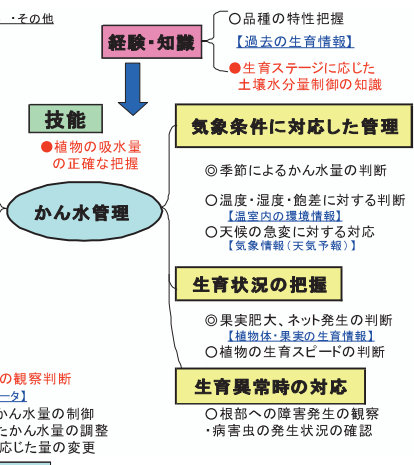 ・その他
経験・知識
○品種の特性把握
【過去の生育情報】
●生育ステージに応じた
土壌水分量制御の知識
技能
●植物の吸水量
の正確な把握
かん水管理
気象条件に対応した管理
◎季節によるかん水量の判断
○温度・湿度・飽差に対する判断
【温室内の環境情報】
○天候の急変に対する対応
【気象情報（天気予報）】
生育状況の把握
◎果実肥大、ネット発生の判断
【植物体・果実の生育情報】
○植物の生育スピードの判断
生育異常時の対応
○根部への障害発生の観察
・病害虫の発生状況の確認
の観察判断
ータ】
かん水量の制御
たかん水量の調整
応じた量の変更